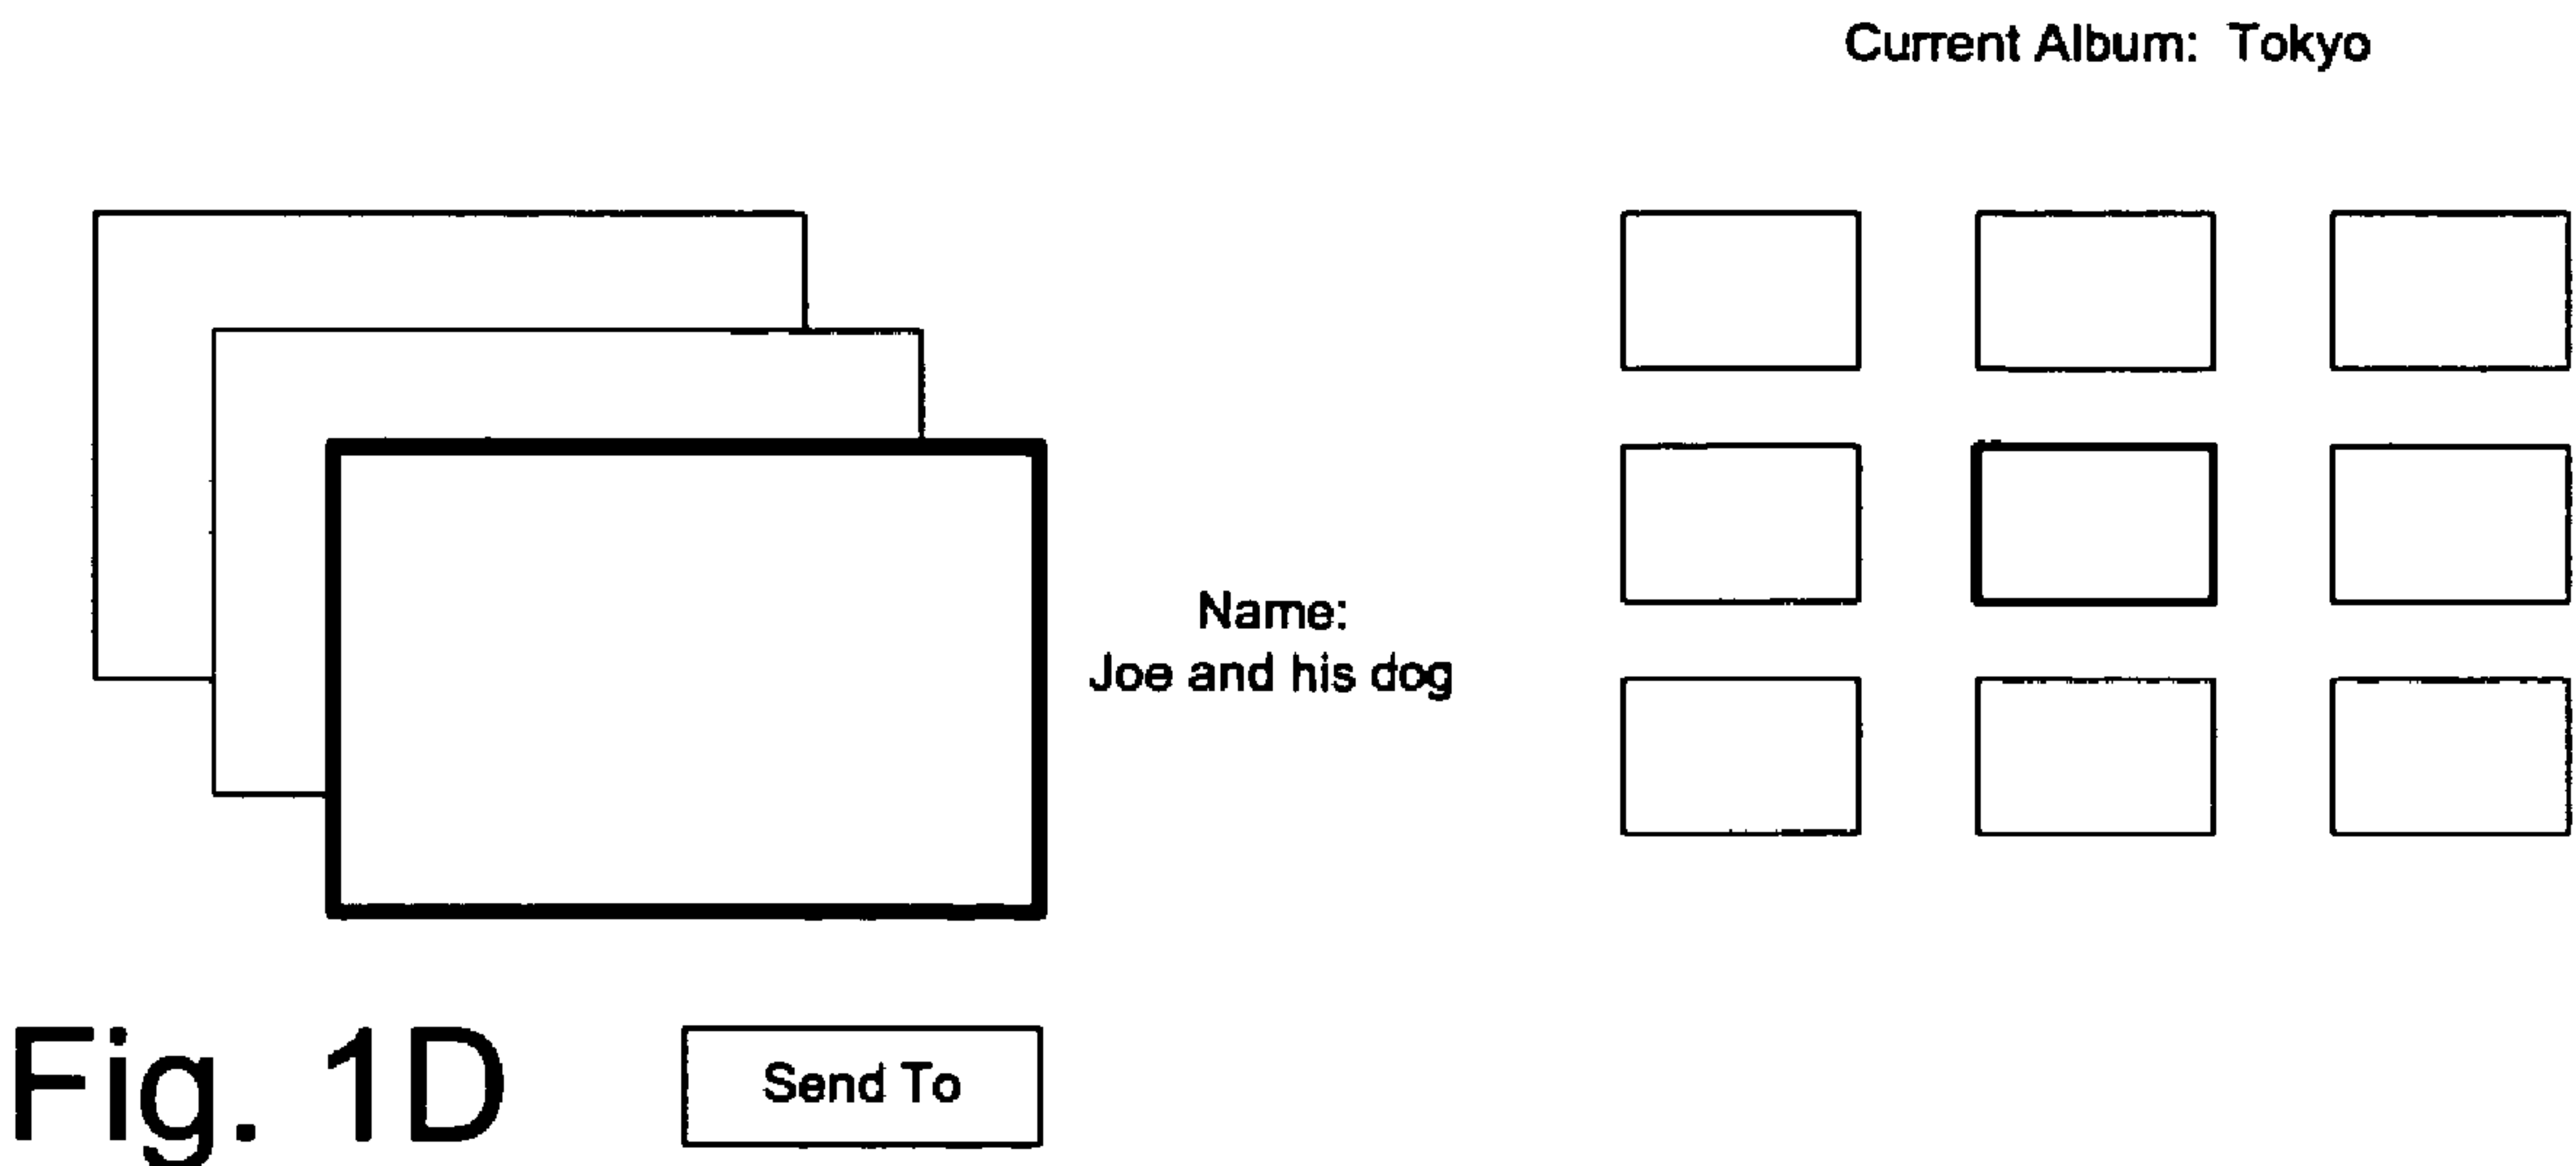 Current Album: Tokyo
Name:
Joe and his dog
Fig. 1D
Send To